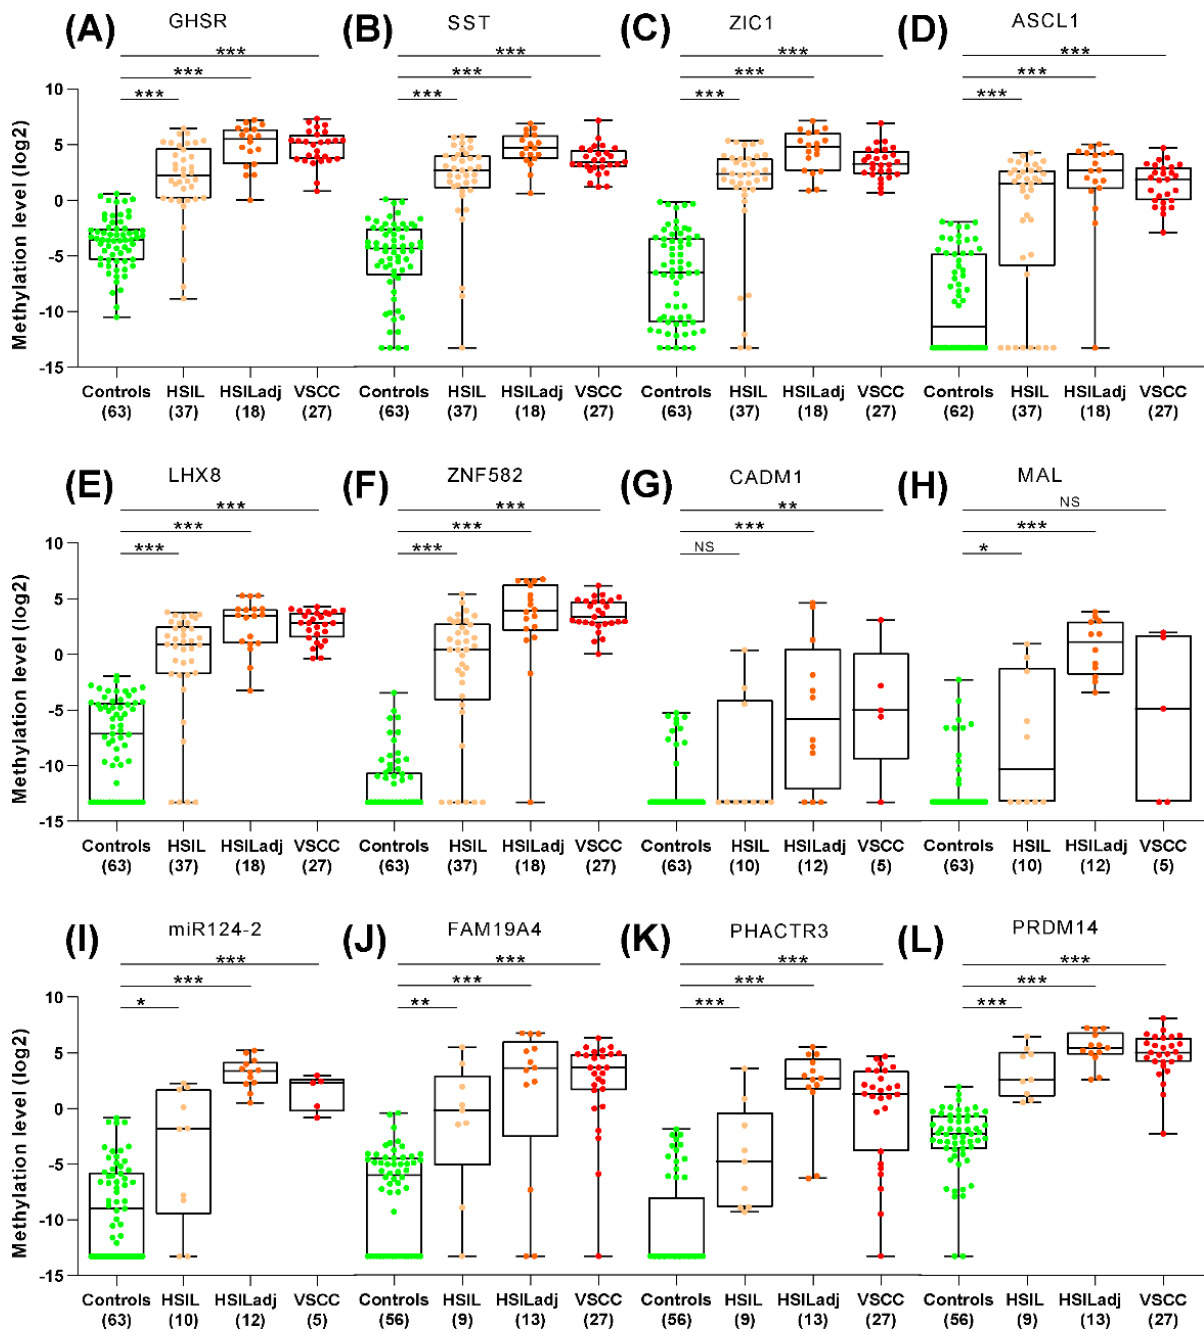 (A) GHSR (B) SST (C) ZIC1 (D) ASCL1
*** *** *** ***
*** *** *** ***
*** *** *** ***
Methylation level (log2)
10
5
0
-5
-10
-15
Controls HSIL HSILadj VSCC Controls HSIL HSILadj VSCC Controls HSIL HSILadj VSCC Controls HSIL HSILadj VSCC
(63) (37) (18) (27) (63) (37) (18) (27) (63) (37) (18) (27) (62) (37) (18) (27)
(E) LHX8 (F) ZNF582 (G) CADM1 (H) MAL
*** *** ** NS
*** *** *** ***
*** *** NS *
Methylation level (log2)
10
5
0
-5
-10
-15
Controls HSIL HSILadj VSCC Controls HSIL HSILadj VSCC Controls HSIL HSILadj VSCC Controls HSIL HSILadj VSCC
(63) (37) (18) (27) (63) (37) (18) (27) (63) (10) (12) (5) (63) (10) (12) (5)
(I) miR124-2 (J) FAM19A4 (K) PHACTR3 (L) PRDM14
*** *** *** ***
*** *** *** ***
* ** *** ***
Methylation level (log2)
10
5
0
-5
-10
-15
Controls HSIL HSILAdj VSCC Controls HSIL HSILAdj VSCC Controls HSIL HSILAdj VSCC Controls HSIL HSILAdj VSCC
(63) (10) (12) (5) (56) (9) (13) (27) (56) (9) (13) (27) (56) (9) (13) (27)